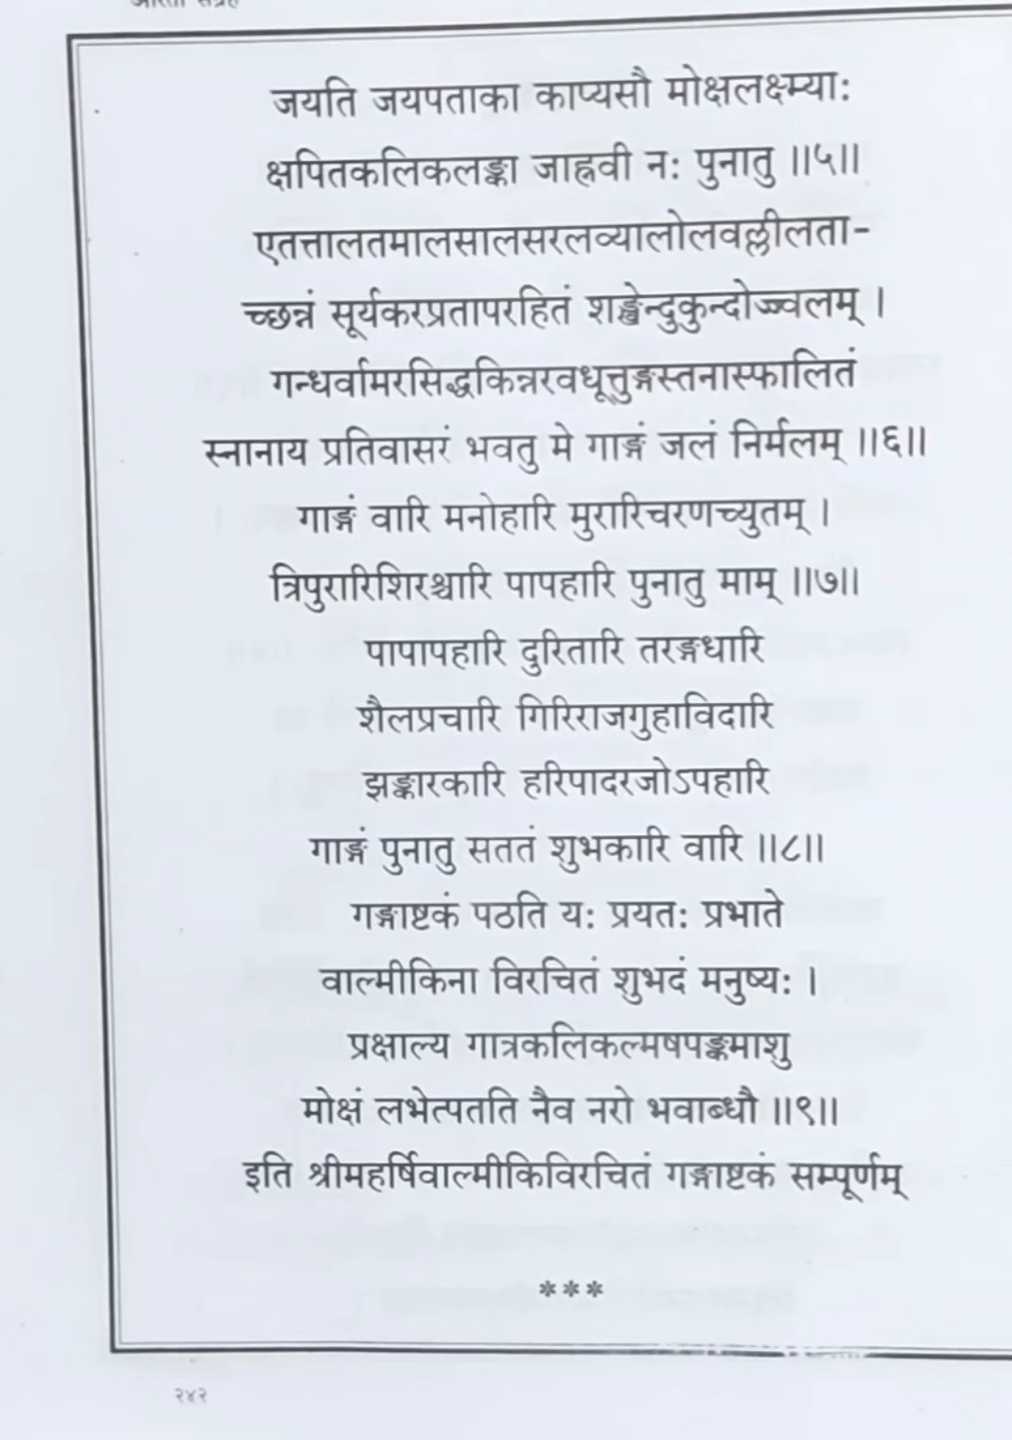 जयति जयपताका काप्यसौ मोक्षलक्ष्म्याः
क्षपितकलिकलङ्का जाह्नवी नः पुनातु ॥५॥
एतत्तालतमालसालसरलव्यालोलवल्लीलता-
च्छन्नं सूर्यकरप्रतापरहितं शङ्खेन्दुकुन्दोज्ज्वलम् ।
गन्धर्वामरसिद्धकिन्नरवधूत्तुङ्गस्तनास्फालितं
स्नानाय प्रतिवासरं भवतु मे गाङ्गं जलं निर्मलम् ॥६॥
गाङ्गं वारि मनोहारि मुरारिचरणच्युतम् ।
त्रिपुरारिशिरश्चारि पापहारि पुनातु माम् ॥७॥
पापापहारि दुरितारि तरङ्गधारि
शैलप्रचारि गिरिराजगुहाविदारि
झङ्कारकारि हरिपादरजोऽपहारि
गाङ्गं पुनातु सततं शुभकारि वारि ॥८॥
गङ्गाष्टकं पठति यः प्रयतः प्रभाते
वाल्मीकिना विरचितं शुभदं मनुष्यः ।
प्रक्षाल्य गात्रकलिकल्मषपङ्कमाशु
मोक्षं लभेत्पतति नैव नरो भवाब्धौ ॥९॥
इति श्रीमहर्षिवाल्मीकिविरचितं गङ्गाष्टकं सम्पूर्णम्
***
२४२